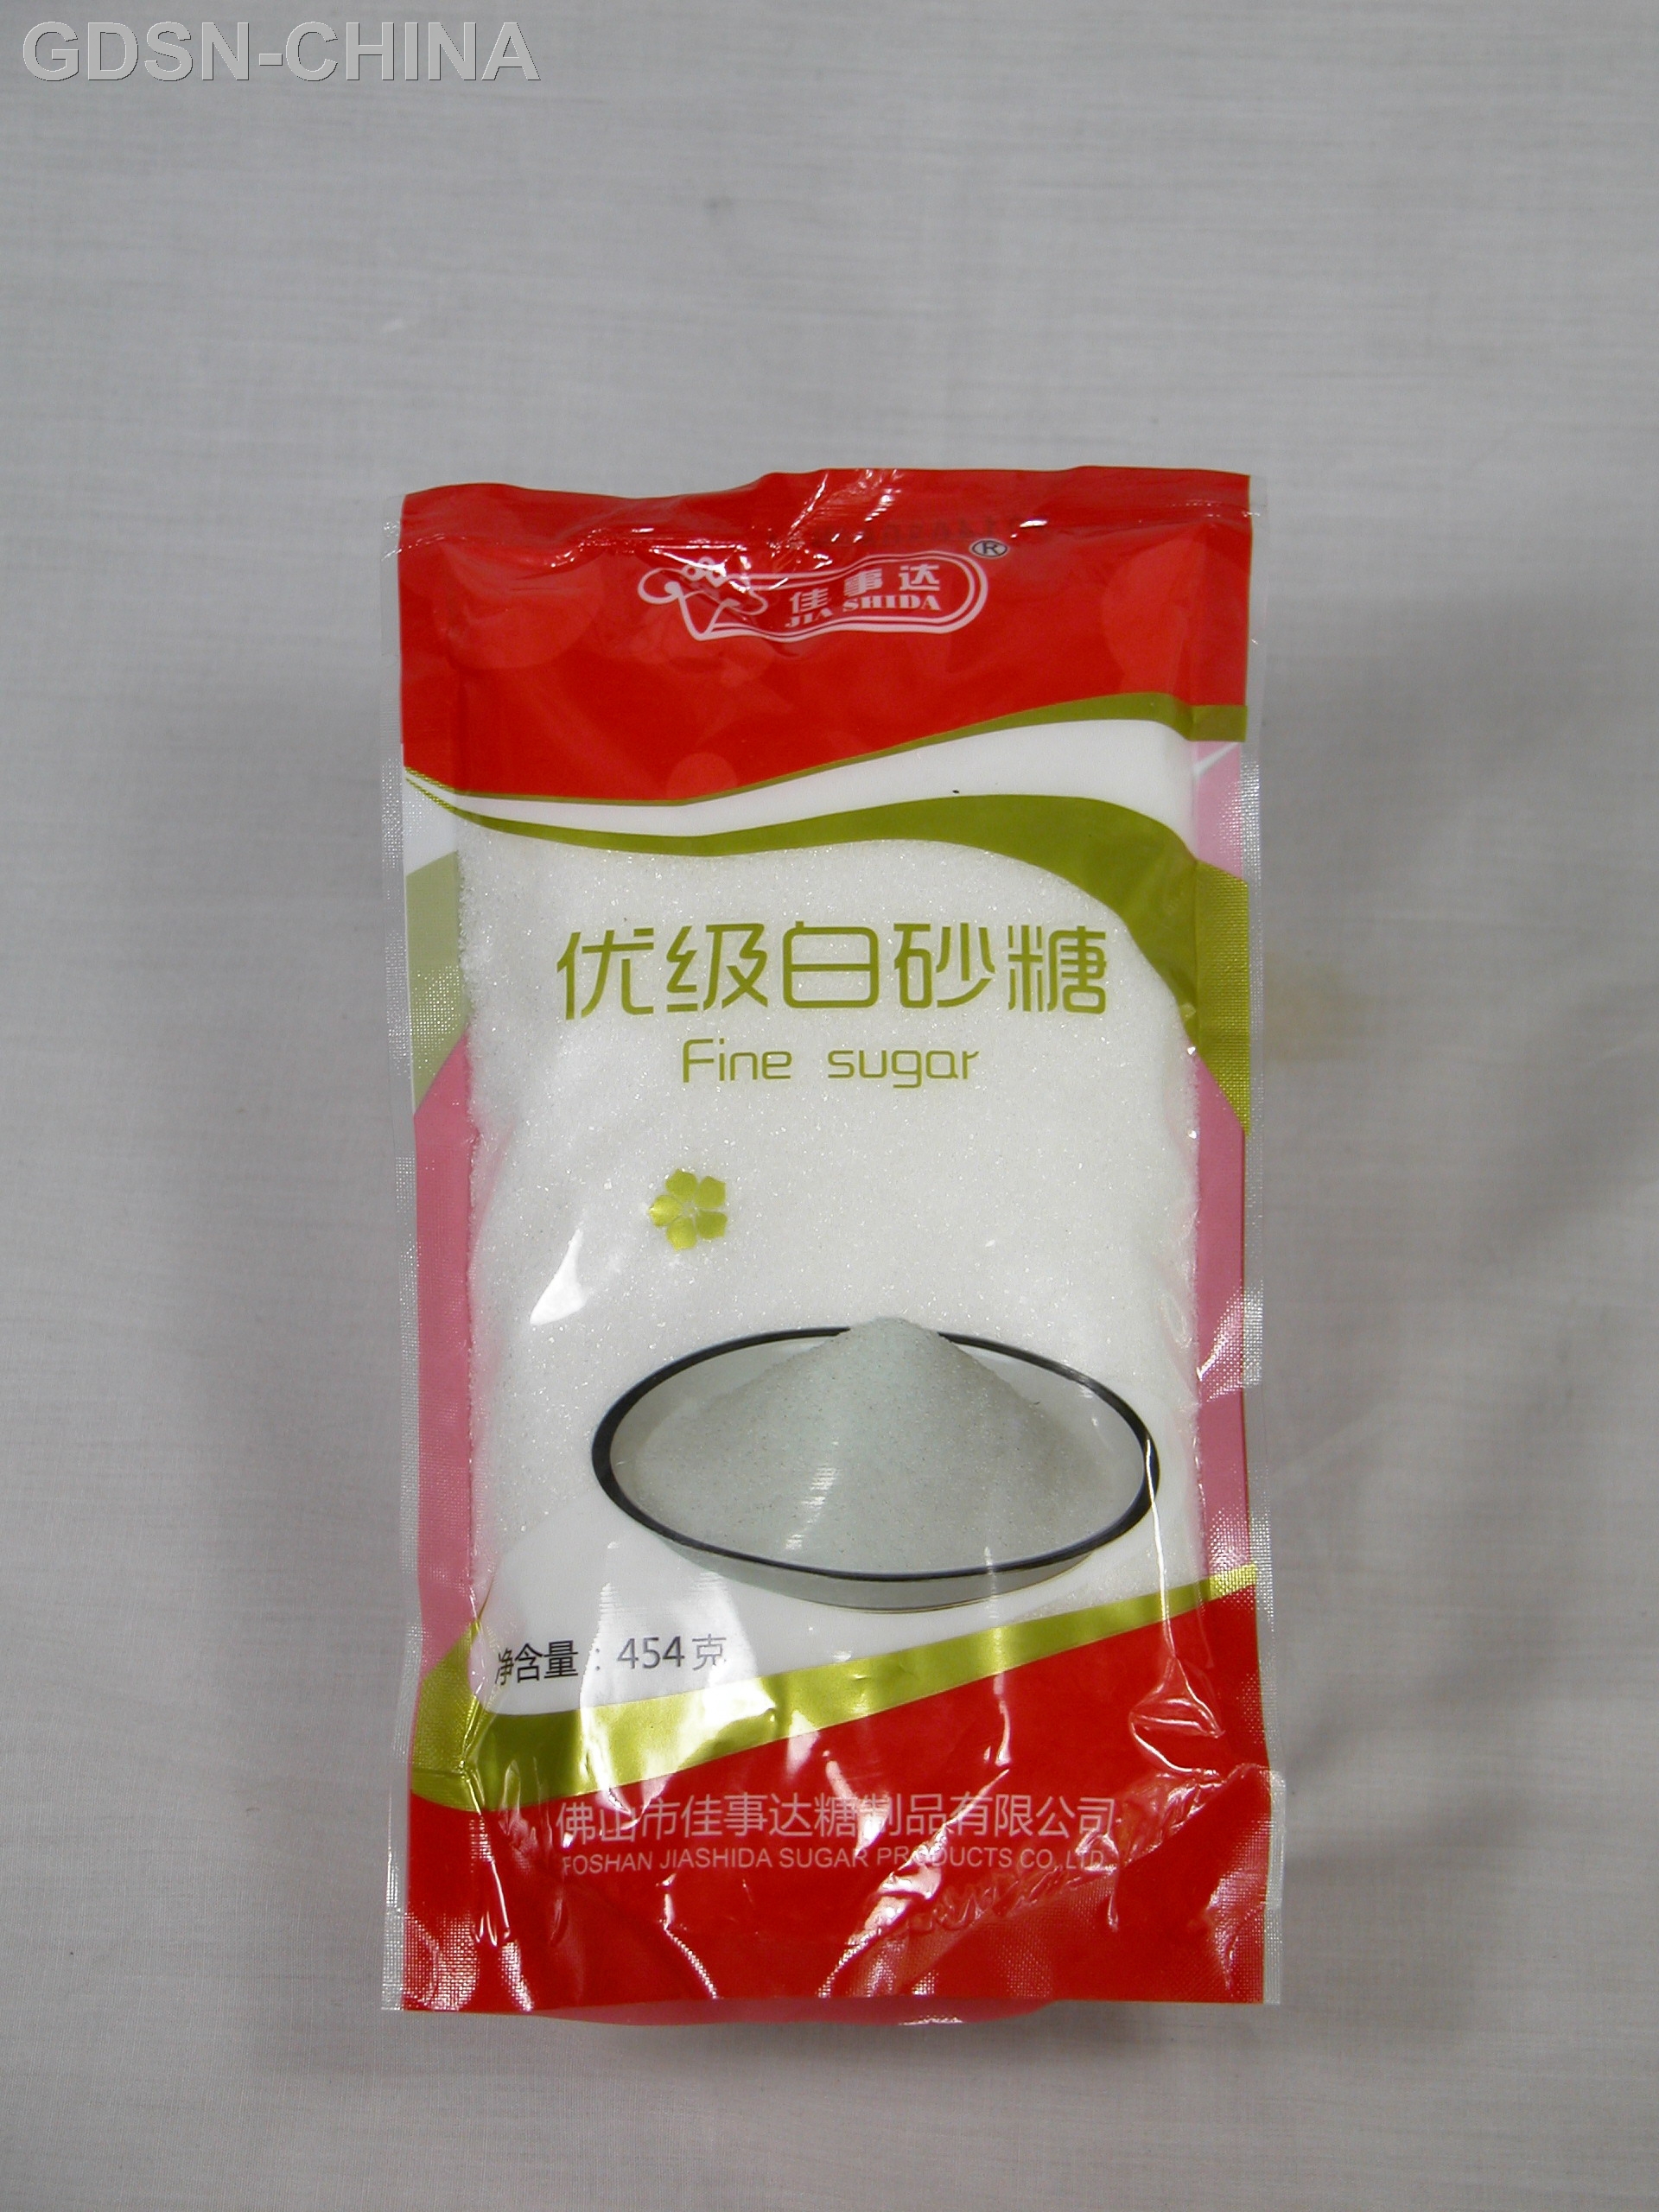 GDSN-CHINA
佳事达®
JIA SHIDA
优级白砂糖
Fine sugar
净含量：454克
佛山市佳事达糖制品有限公司
FOSHAN JIASHIDA SUGAR PRODUCTS CO.,LTD.